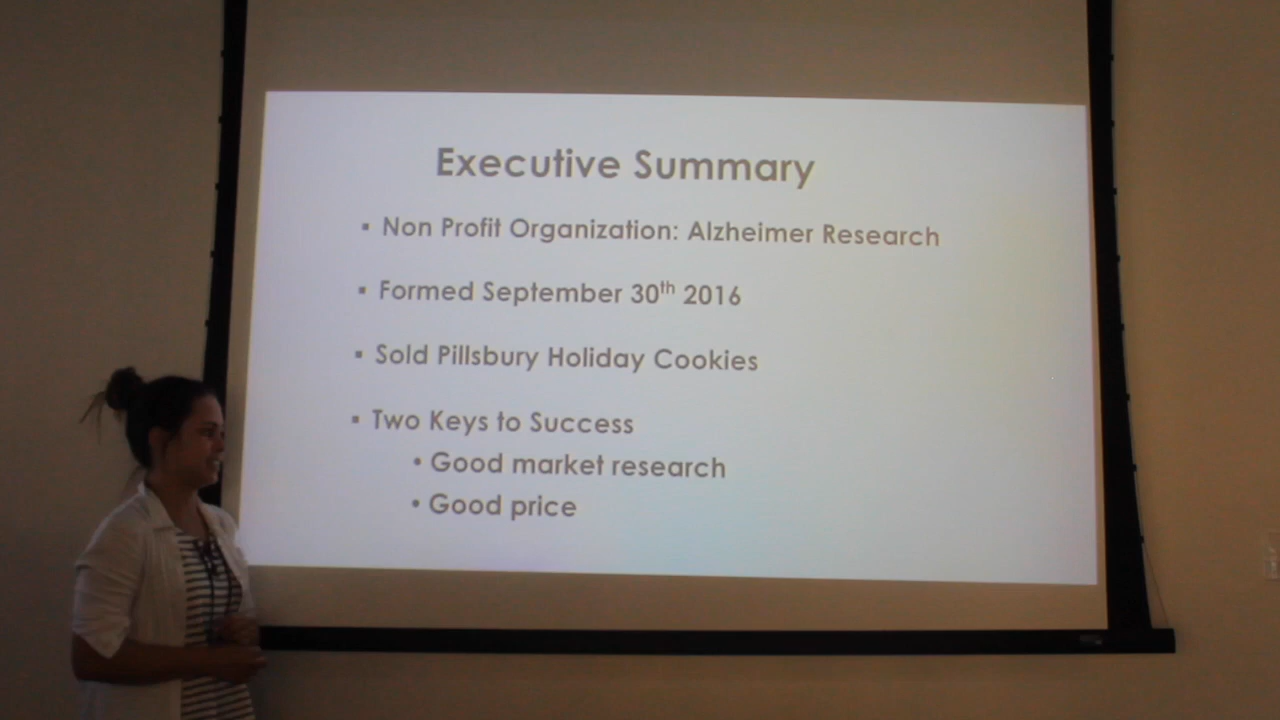 Executive Summary
▪ Non Profit Organization: Alzheimer Research
▪ Formed September 30th 2016
▪ Sold Pillsbury Holiday Cookies
▪ Two Keys to Success
• Good market research
• Good price